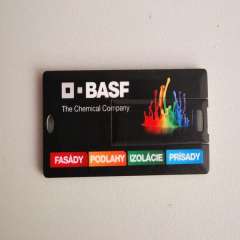 BASF
The Chemical Company
FASÁDY PODLAHY IZOLÁCIE PRÍSADY